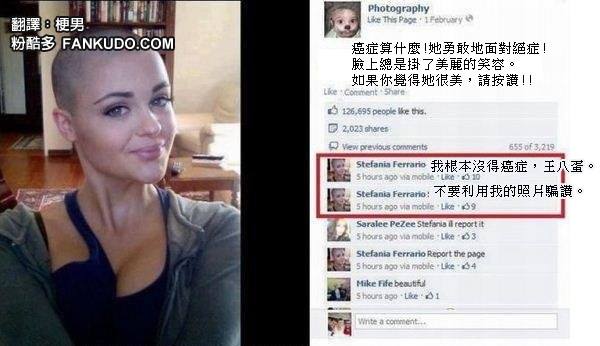 翻譯：梗男
粉酷多 FANKUDO.COM
Photography
Like This Page · 1 February
癌症算什麼！她勇敢地面對絕症！
臉上總是掛了美麗的笑容。
如果你覺得她很美，請按讚！！
Like · Comment · Share
126,695 people like this.
2,023 shares
View previous comments 655 of 3,219
Stefania Ferrario 我根本沒得癌症，王八蛋。
5 hours ago via mobile · Like · 10
Stefania Ferrario: 不要利用我的照片騙讚。
5 hours ago via mobile · Like · 9
Saralee PeZee Stefania ill report it
5 hours ago via mobile · Like · 3
Stefania Ferrario Report the page
5 hours ago via mobile · Like · 4
Mike Fife beautiful
5 hours ago · Like · 1
Write a comment...